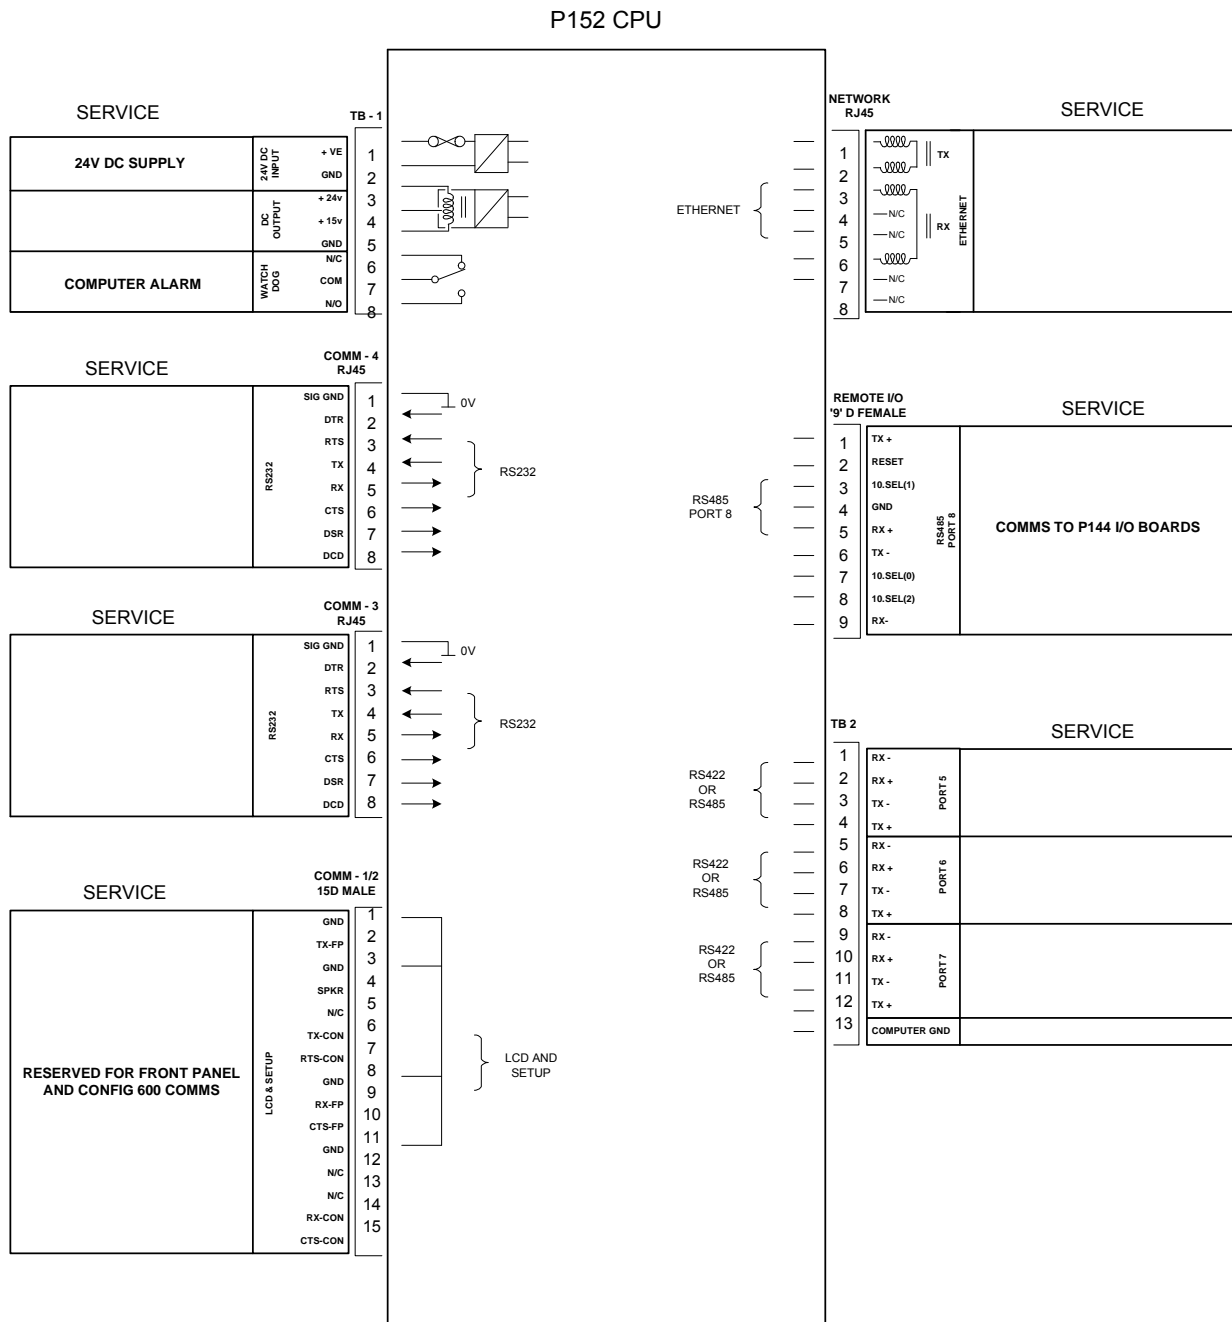 P152 CPU
SERVICE
TB - 1
24V DC SUPPLY
24V DC
INPUT
+ VE
1
GND
2
DC
OUTPUT
+ 24v
3
+ 15v
4
GND
5
COMPUTER ALARM
WATCH
DOG
N/C
6
COM
7
N/O
8
SERVICE
COMM - 4
RJ45
RS232
SIG GND
1
0V
DTR
2
RTS
3
TX
4
RS232
RX
5
CTS
6
DSR
7
DCD
8
SERVICE
COMM - 3
RJ45
RS232
SIG GND
1
0V
DTR
2
RTS
3
TX
4
RS232
RX
5
CTS
6
DSR
7
DCD
8
SERVICE
COMM - 1/2
15D MALE
RESERVED FOR FRONT PANEL
AND CONFIG 600 COMMS
LCD & SETUP
GND
1
TX-FP
2
GND
3
SPKR
4
N/C
5
TX-CON
6
RTS-CON
7
GND
8
RX-FP
9
CTS-FP
10
GND
11
N/C
12
N/C
13
RX-CON
14
CTS-CON
15
LCD AND
SETUP
NETWORK
RJ45
SERVICE
ETHERNET
1
2
TX
3
4
N/C
5
N/C
RX
6
7
N/C
8
N/C
ETHERNET
REMOTE I/O
'9' D FEMALE
SERVICE
RS485
PORT 8
1
TX +
2
RESET
3
10.SEL(1)
4
GND
5
RX +
6
TX -
7
10.SEL(0)
8
10.SEL(2)
9
RX-
RS485
PORT 8
COMMS TO P144 I/O BOARDS
TB 2
SERVICE
RS422
OR
RS485
1
RX -
2
RX +
3
TX -
4
TX +
PORT 5
RS422
OR
RS485
5
RX -
6
RX +
7
TX -
8
TX +
PORT 6
RS422
OR
RS485
9
RX -
10
RX +
11
TX -
12
TX +
PORT 7
13
COMPUTER GND